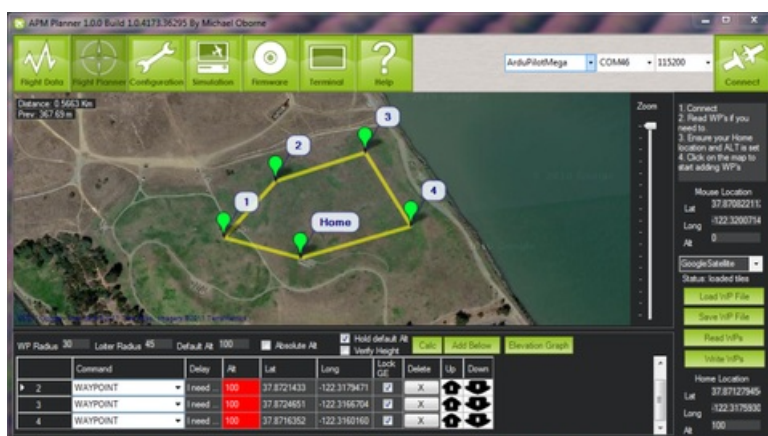 APM Planner 1.0.0 Build 1.0.4173.36295 By Michael Oborne
Flight Data
Flight Planner
Configuration
Simulation
Firmware
Terminal
Help
ArduPilotMega
COM46
115200
Connect
Distance: 0.5663 Km
Prev: 367.69 m
1
2
3
4
Home
Zoom
1. Connect
2. Read WP's if you
need to.
3. Ensure your Home
location and ALT is set
4. Click on the map to
start adding WP's
Mouse Location
Lat 37.87082211
Long -122.3200714
Alt 0
GoogleSatellite
Status: loaded tiles
Load WP File
Save WP File
Read WPs
Write WPs
Home Location
Lat 37.87127945
Long -122.3175930
Alt 100
WP Radius 30 Loiter Radius 45 Default Alt 100 Absolute Alt Hold default Alt
Verify Height
Calc Add Below Elevation Graph
Command Delay Alt Lat Long Lock GE Delete Up Down
2 WAYPOINT I need ... 100 37.8721433 -122.3179471 X
3 WAYPOINT I need ... 100 37.8724651 -122.3166704 X
4 WAYPOINT I need ... 100 37.8716352 -122.3160160 X